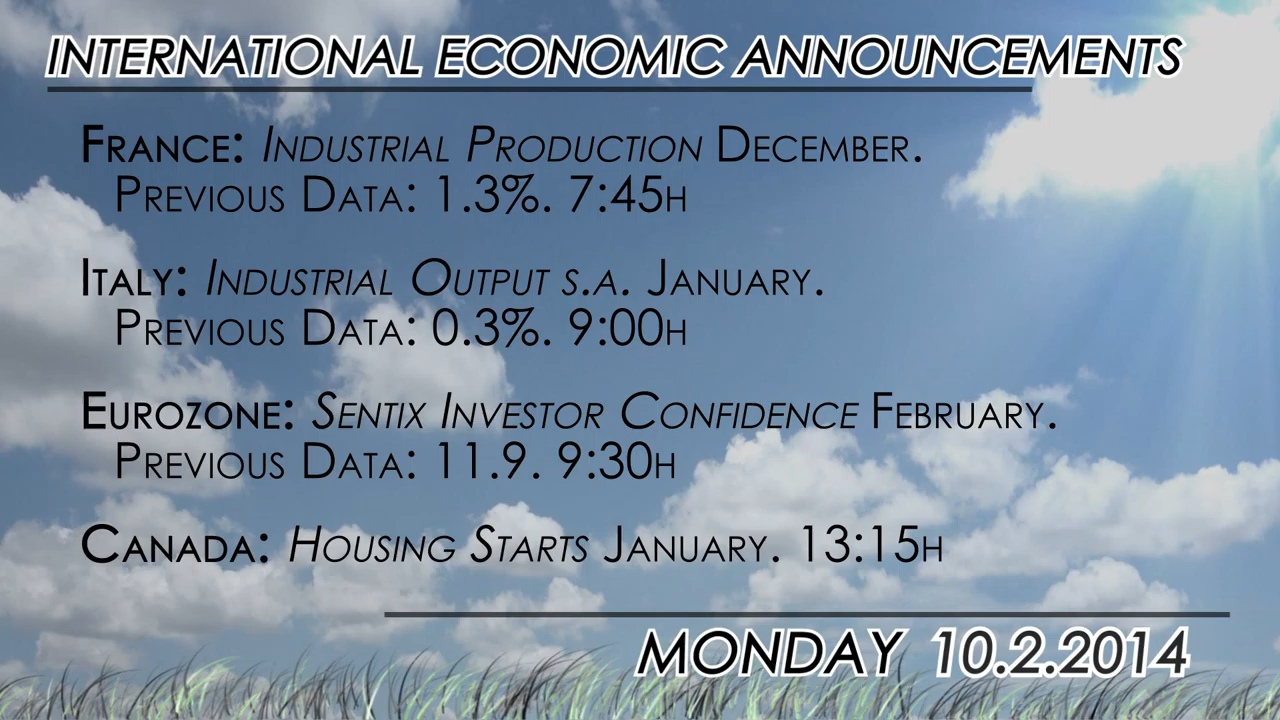 INTERNATIONAL ECONOMIC ANNOUNCEMENTS
FRANCE: INDUSTRIAL PRODUCTION DECEMBER.
PREVIOUS DATA: 1.3%. 7:45H
ITALY: INDUSTRIAL OUTPUT S.A. JANUARY.
PREVIOUS DATA: 0.3%. 9:00H
EUROZONE: SENTIX INVESTOR CONFIDENCE FEBRUARY.
PREVIOUS DATA: 11.9. 9:30H
CANADA: HOUSING STARTS JANUARY. 13:15H
MONDAY 10.2.2014